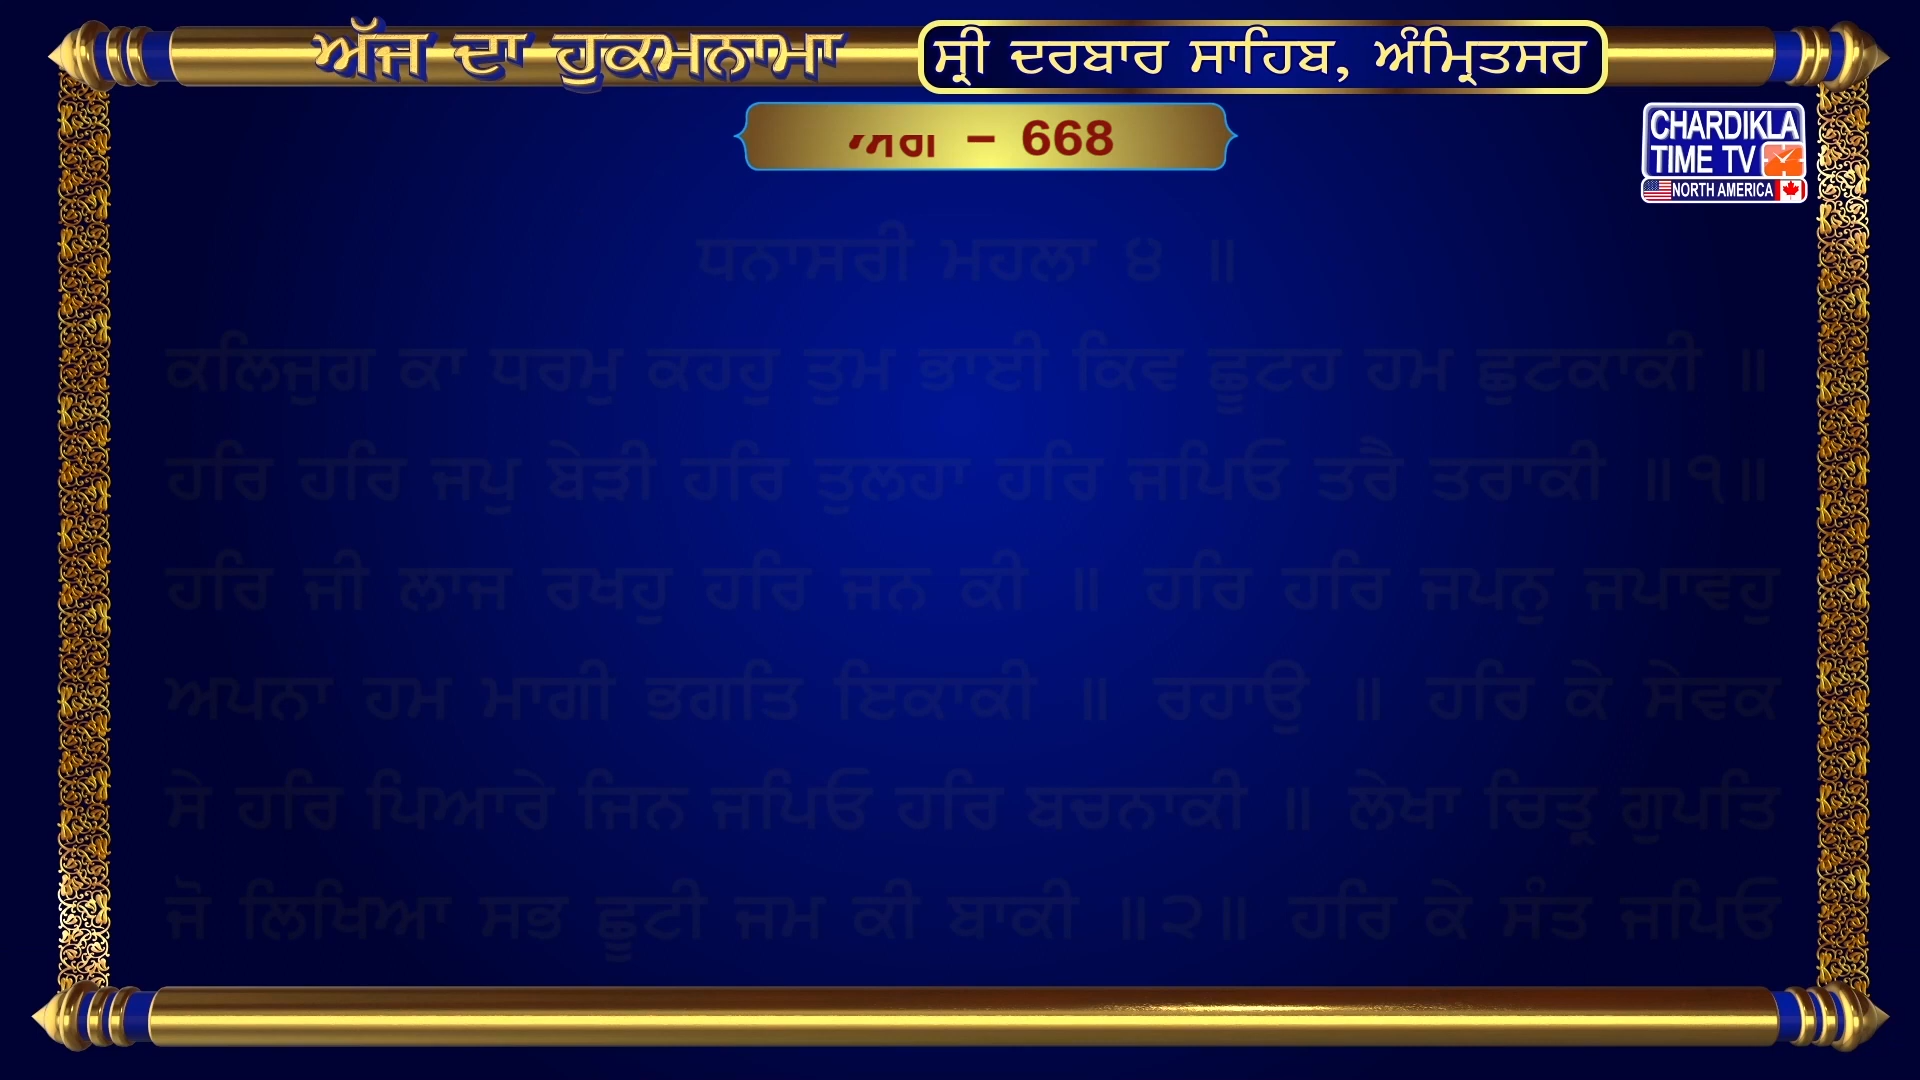 ਅੱਜ ਦਾ ਹੁਕਮਨਾਮਾ ਸ੍ਰੀ ਦਰਬਾਰ ਸਾਹਿਬ, ਅੰਮ੍ਰਿਤਸਰ
– 668
CHARDIKLA
TIME TV
NORTH AMERICA
ਧਨਾਸਰੀ ਮਹਲਾ ੪ ॥
ਕਲਿਜੁਗ ਕਾ ਧਰਮੁ ਕਹਹੁ ਤੁਮ ਭਾਈ ਕਿਵ ਛੂਟਹ ਹਮ ਛੁਟਕਾਕੀ ॥
ਹਰਿ ਹਰਿ ਜਪੁ ਬੇੜੀ ਹਰਿ ਤੁਲਹਾ ਹਰਿ ਜਪਿਓ ਤਰੈ ਤਰਾਕੀ ॥੧॥
ਹਰਿ ਜੀ ਲਾਜ ਰਖਹੁ ਹਰਿ ਜਨ ਕੀ ॥ ਹਰਿ ਹਰਿ ਜਪਨੁ ਜਪਾਵਹੁ
ਅਪਨਾ ਹਮ ਮਾਗੀ ਭਗਤਿ ਇਕਾਕੀ ॥ ਰਹਾਉ ॥ ਹਰਿ ਕੇ ਸੇਵਕ
ਸੇ ਹਰਿ ਪਿਆਰੇ ਜਿਨ ਜਪਿਓ ਹਰਿ ਬਚਨਾਕੀ ॥ ਲੇਖਾ ਚਿਤ੍ਰ ਗੁਪਤਿ
ਜੋ ਲਿਖਿਆ ਸਭ ਛੂਟੀ ਜਮ ਕੀ ਬਾਕੀ ॥੨॥ ਹਰਿ ਕੇ ਸੰਤ ਜਪਿਓ